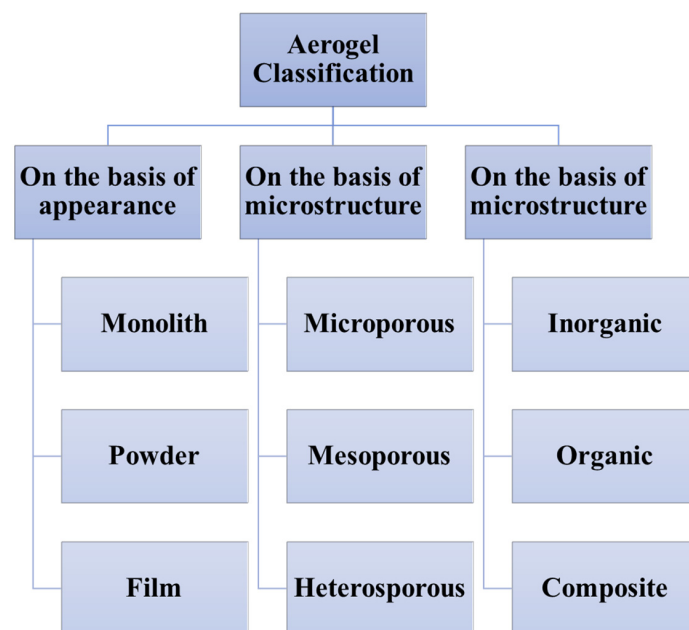 Aerogel
Classification
On the basis of
appearance
On the basis of
microstructure
On the basis of
microstructure
Monolith
Microporous
Inorganic
Powder
Mesoporous
Organic
Film
Heterosporous
Composite